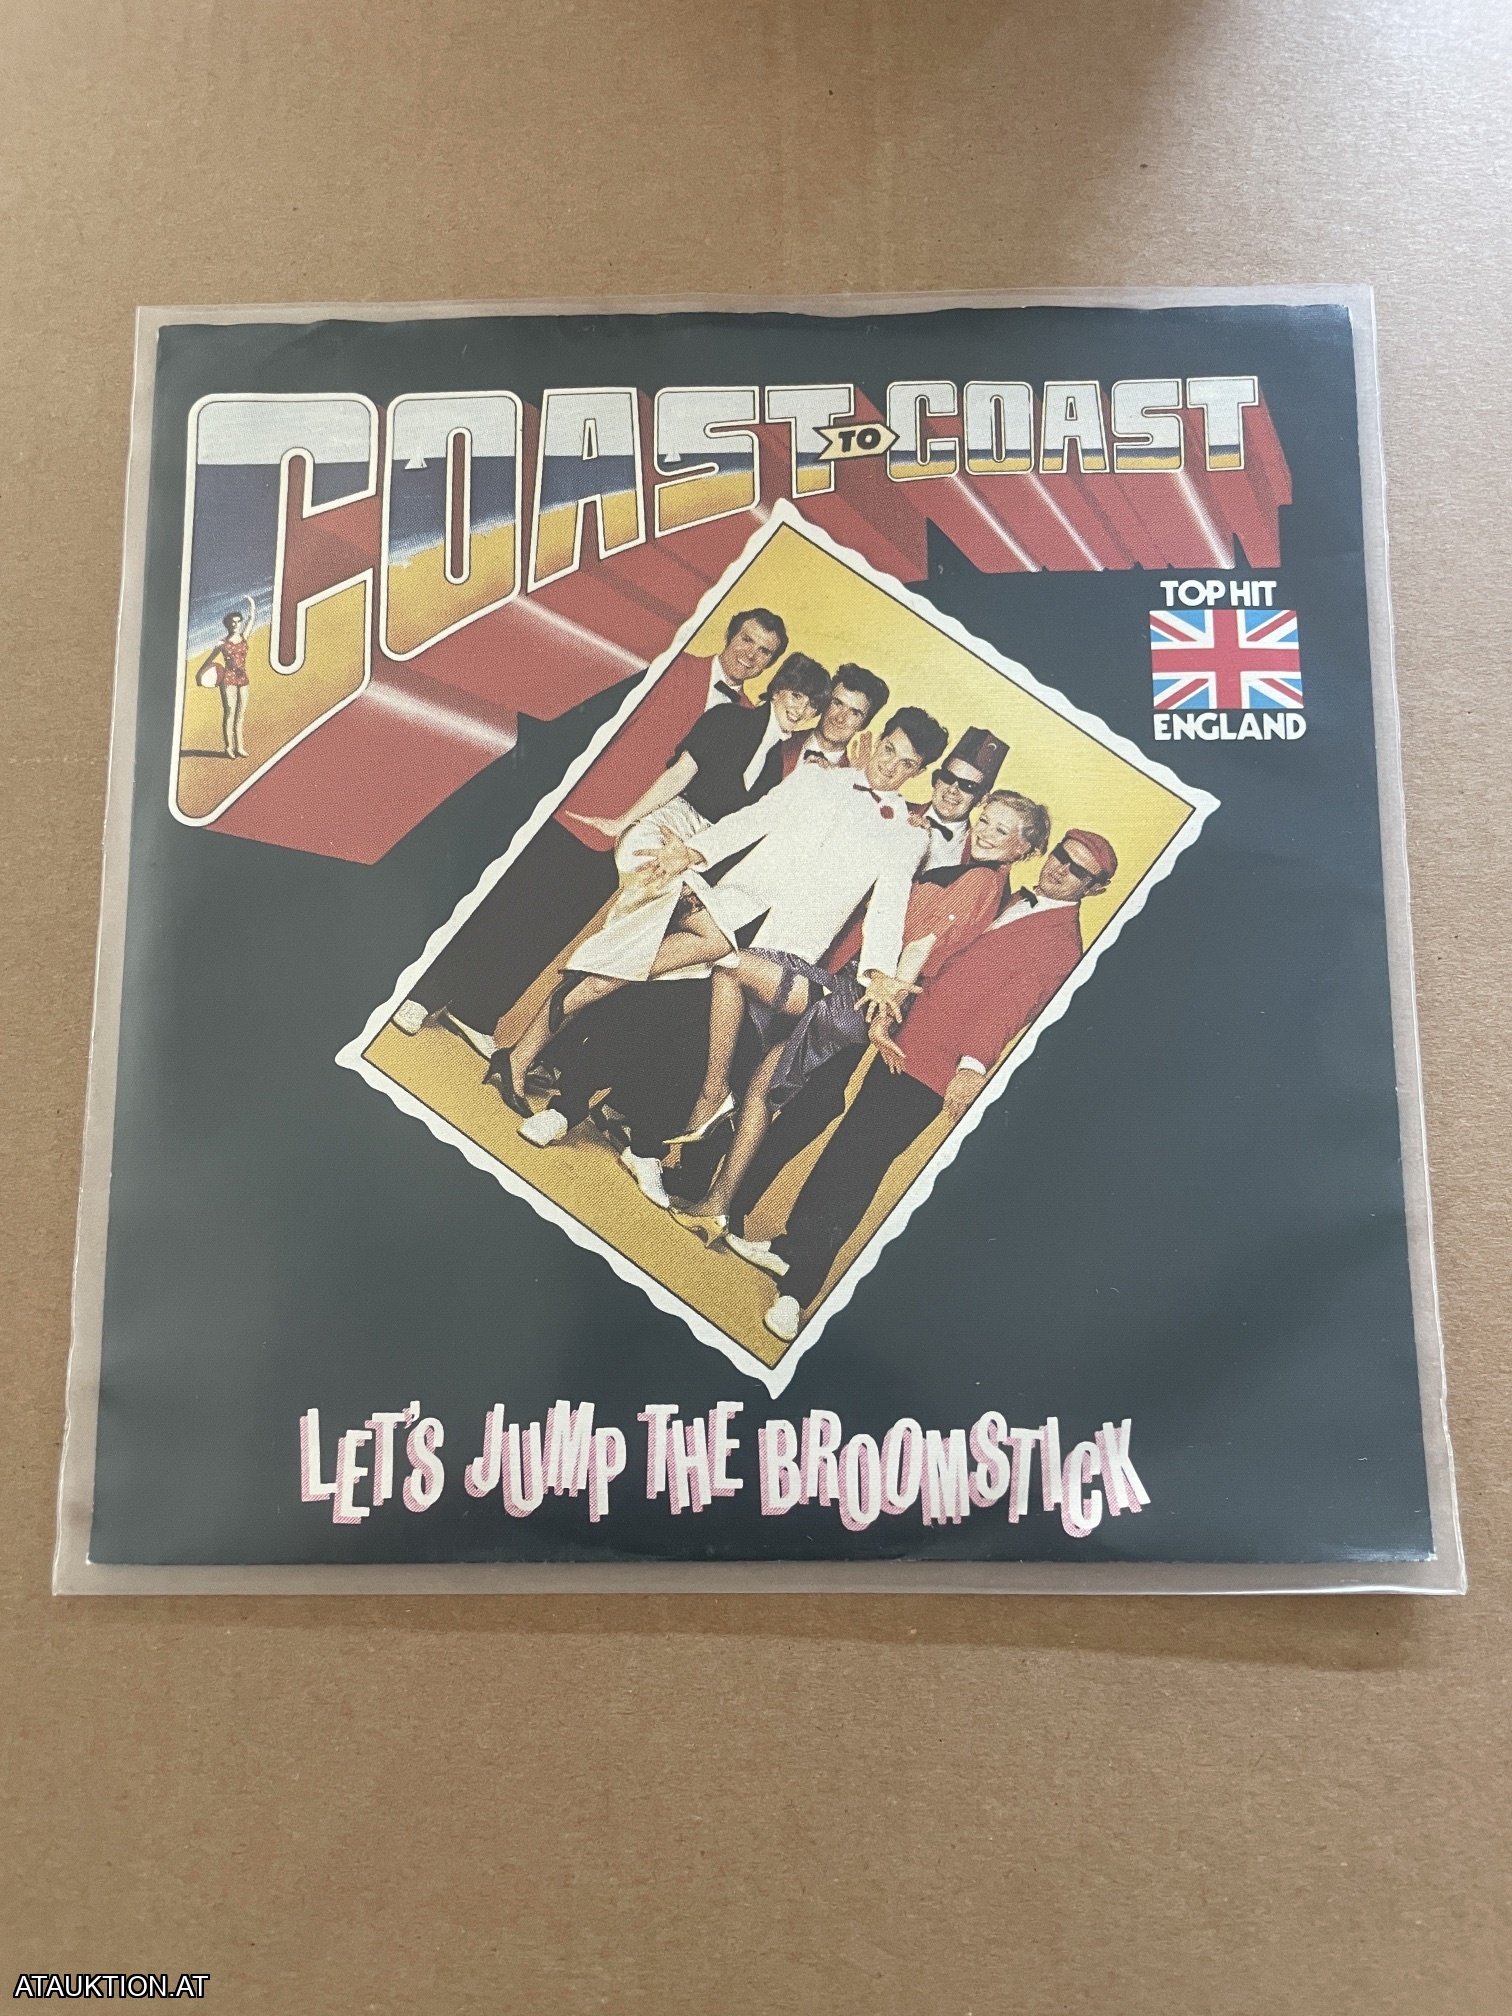 COAST TO COAST
TOP HIT
ENGLAND
LET'S JUMP THE BROOMSTICK
ATAUKTION.AT